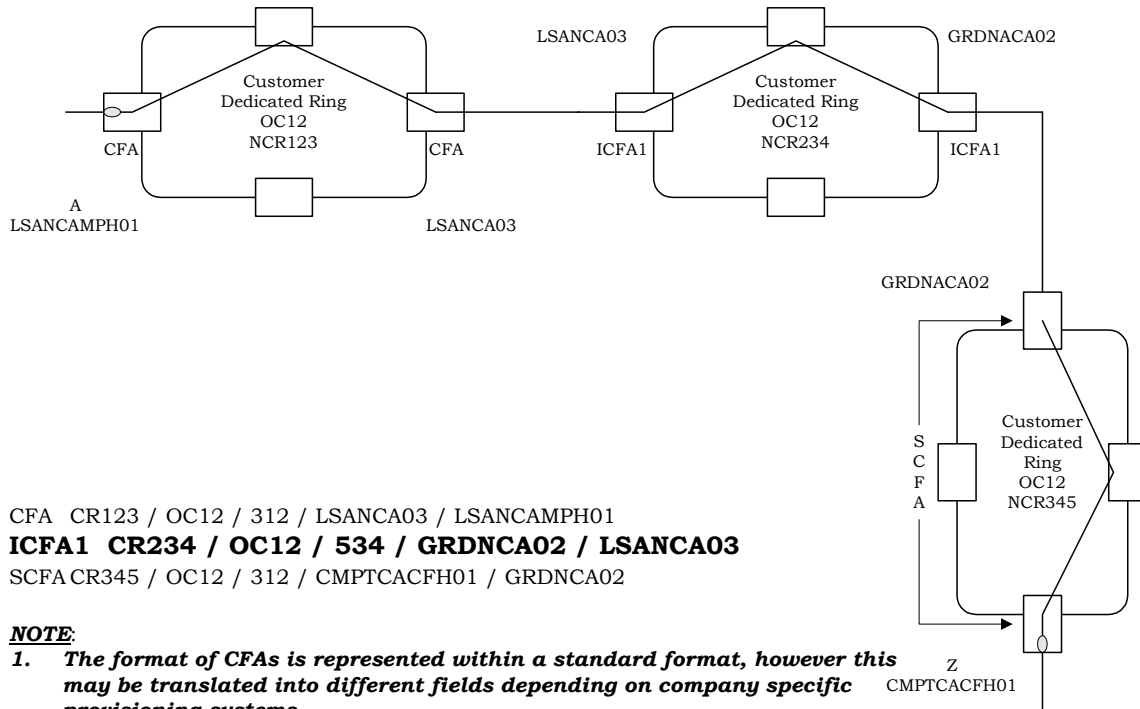 LSANCA03
GRDNACA02
Customer
Dedicated Ring
OC12
NCR123
Customer
Dedicated Ring
OC12
NCR234
CFA
CFA
ICFA1
ICFA1
A
LSANCAMPH01
LSANCA03
GRDNACA02
S
C
F
A
Customer
Dedicated
Ring
OC12
NCR345
CFA CR123 / OC12 / 312 / LSANCA03 / LSANCAMPH01
ICFA1 CR234 / OC12 / 534 / GRDNCA02 / LSANCA03
SCFA CR345 / OC12 / 312 / CMPTCACFH01 / GRDNCA02
NOTE:
1. The format of CFAs is represented within a standard format, however this
may be translated into different fields depending on company specific
provisioning systems
Z
CMPTCACFH01